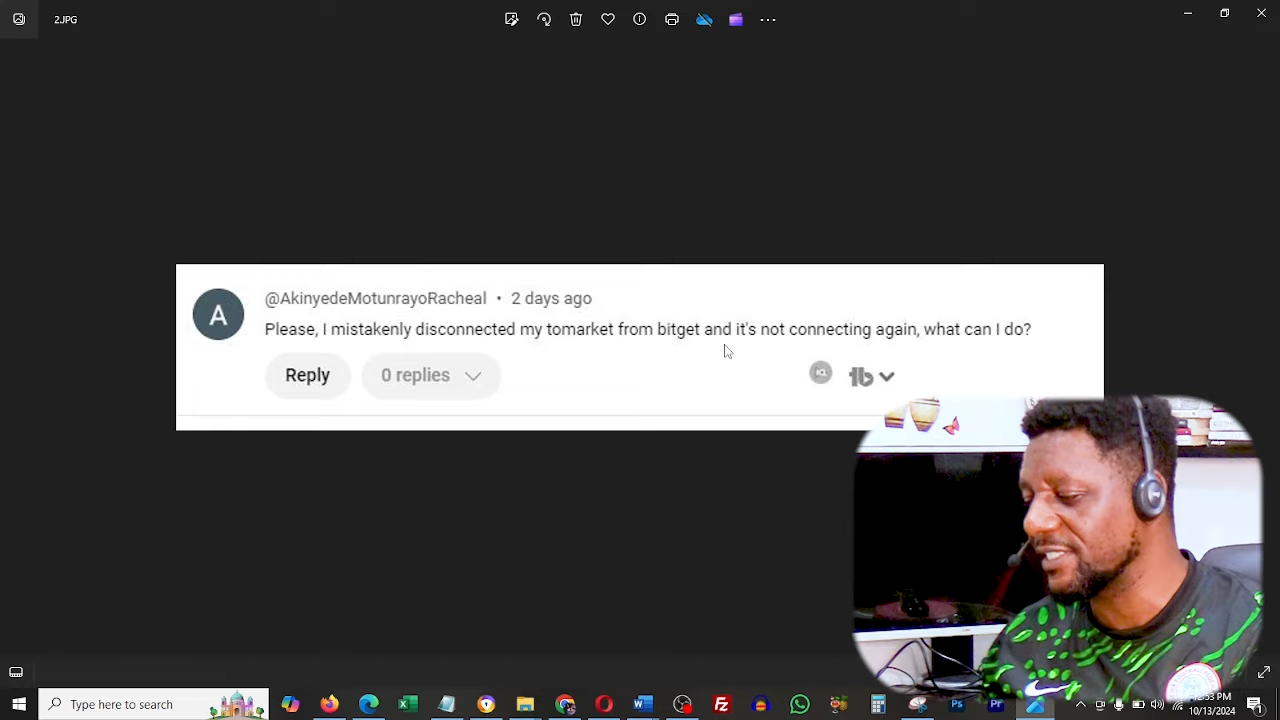 2.JPG
@AkinyedeMotunrayoRacheal • 2 days ago
Please, I mistakenly disconnected my tomarket from bitget and it's not connecting again, what can I do?
Reply
0 replies
Type here to search
10/13/2024